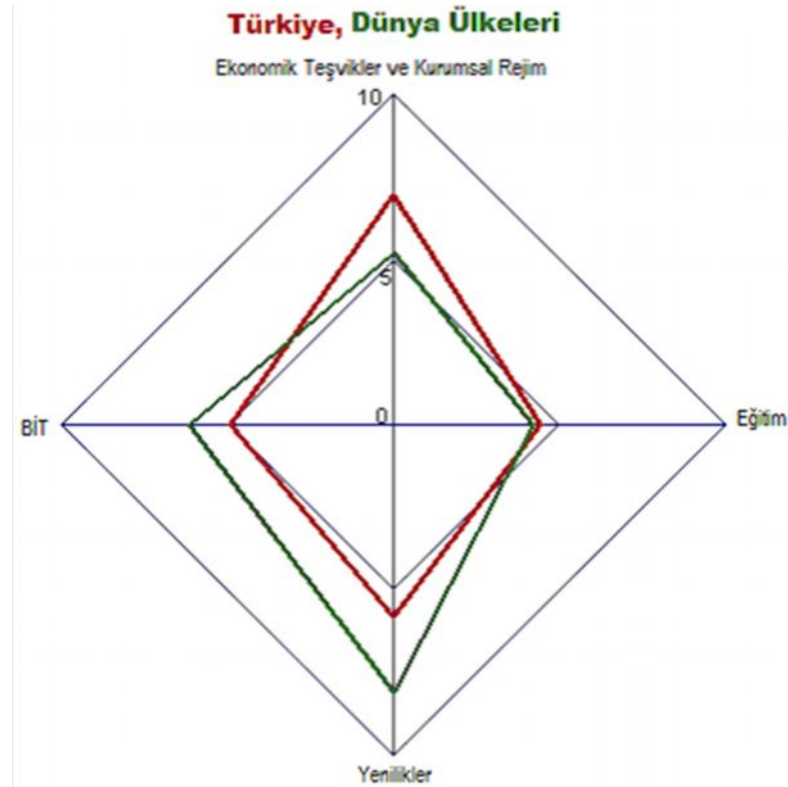 Türkiye, Dünya Ülkeleri
Ekonomik Teşvikler ve Kurumsal Rejim
10
5
0
BİT
Eğitim
Yenilikler